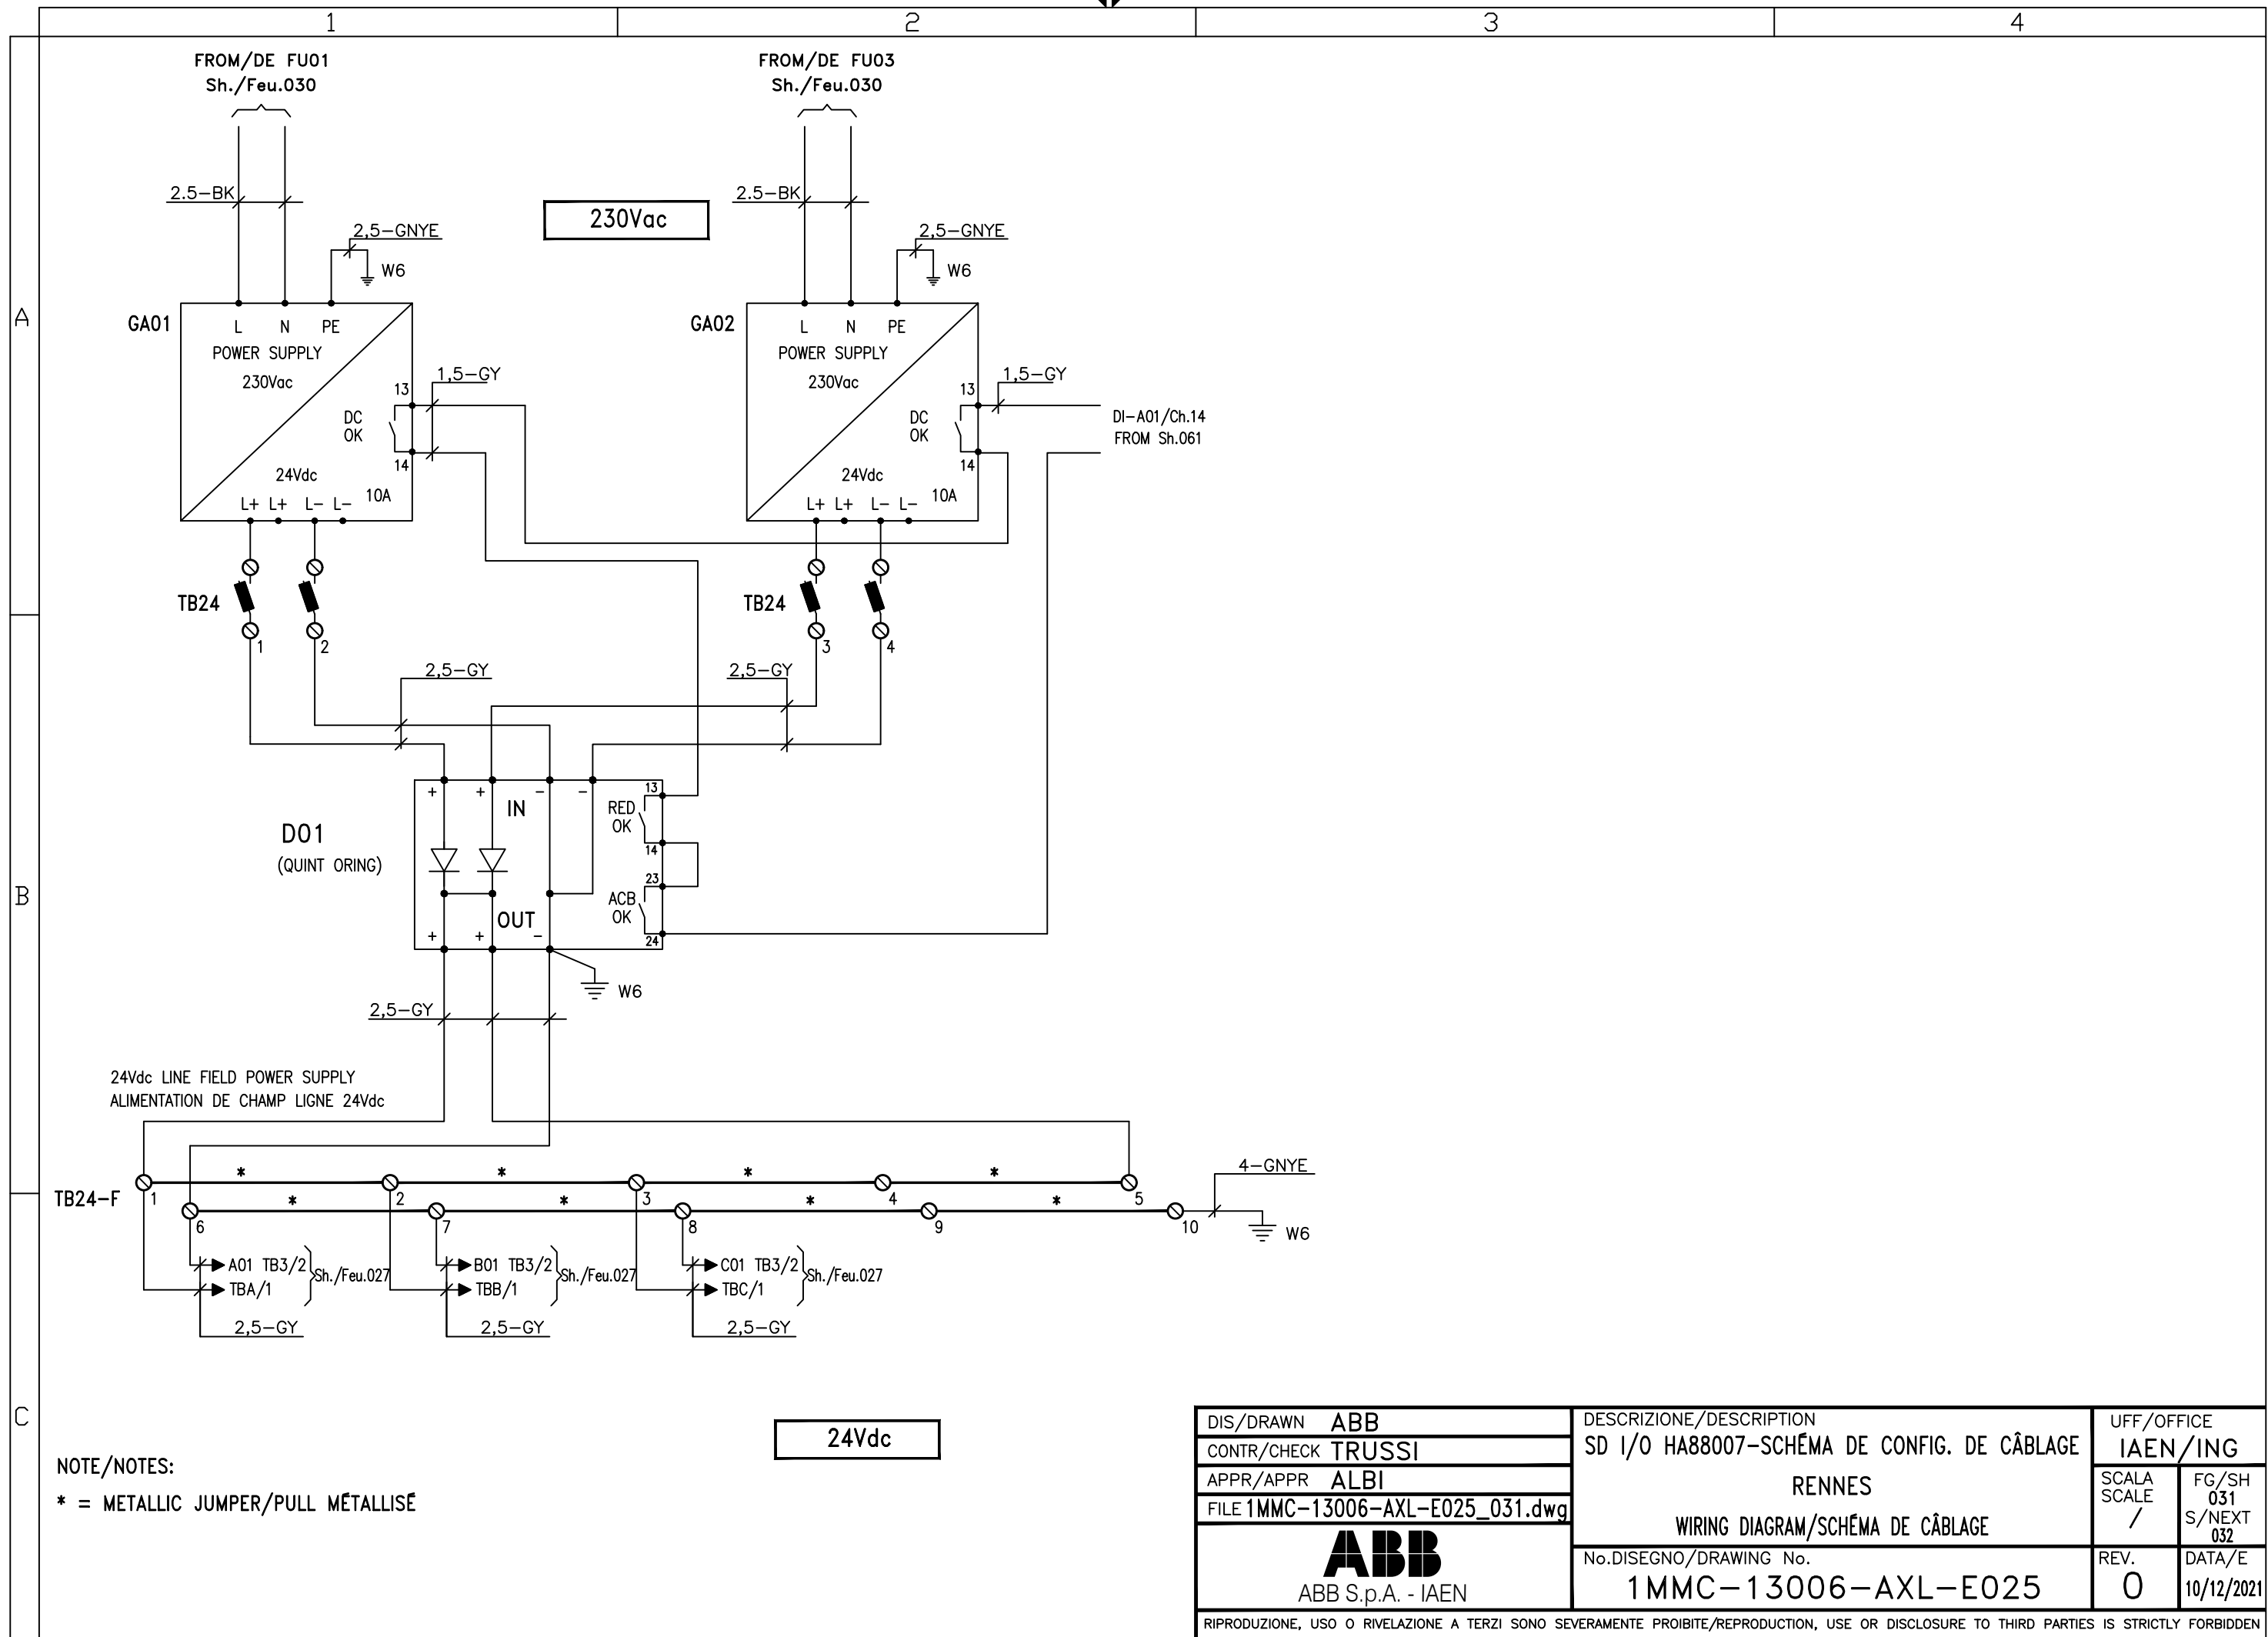 1 2 3 4
FROM/DE FU01
Sh./Feu.030
FROM/DE FU03
Sh./Feu.030
2.5-BK
2.5-BK
230Vac
2,5-GNYE
W6
2,5-GNYE
W6
A
GA01
L N PE
POWER SUPPLY
230Vac
DC
OK
13
14
24Vdc
10A
L+ L+ L- L-
1,5-GY
GA02
L N PE
POWER SUPPLY
230Vac
DC
OK
13
14
24Vdc
10A
L+ L+ L- L-
1,5-GY
DI-A01/Ch.14
FROM Sh.061
TB24
1 2
TB24
3 4
2,5-GY
2,5-GY
B
D01
(QUINT ORING)
+ + - -
IN
OUT
+ + -
RED
OK
13
14
ACB
OK
23
24
W6
2,5-GY
24Vdc LINE FIELD POWER SUPPLY
ALIMENTATION DE CHAMP LIGNE 24Vdc
* * * *
4-GNYE
TB24-F
1 2 3 4 5
* * * *
6 7 8 9 10
W6
A01 TB3/2
TBA/1
Sh./Feu.027
2,5-GY
B01 TB3/2
TBB/1
Sh./Feu.027
2,5-GY
C01 TB3/2
TBC/1
Sh./Feu.027
2,5-GY
C
24Vdc
NOTE/NOTES:
* = METALLIC JUMPER/PULL MÉTALLISÉ
DIS/DRAWN ABB
CONTR/CHECK TRUSSI
APPR/APPR ALBI
FILE 1MMC-13006-AXL-E025_031.dwg
ABB
ABB S.p.A. - IAEN
DESCRIZIONE/DESCRIPTION
SD I/O HA88007-SCHÉMA DE CONFIG. DE CÂBLAGE
RENNES
WIRING DIAGRAM/SCHÉMA DE CÂBLAGE
No.DISEGNO/DRAWING No.
1MMC-13006-AXL-E025
UFF/OFFICE
IAEN/ING
SCALA
SCALE
/
FG/SH
031
S/NEXT
032
REV.
0
DATA/E
10/12/2021
RIPRODUZIONE, USO O RIVELAZIONE A TERZI SONO SEVERAMENTE PROIBITE/REPRODUCTION, USE OR DISCLOSURE TO THIRD PARTIES IS STRICTLY FORBIDDEN